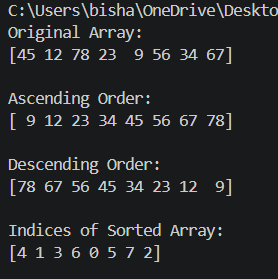 C:\Users\bisha\OneDrive\Deskto
Original Array:
[45 12 78 23  9 56 34 67]
Ascending Order:
[ 9 12 23 34 45 56 67 78]
Descending Order:
[78 67 56 45 34 23 12  9]
Indices of Sorted Array:
[4 1 3 6 0 5 7 2]